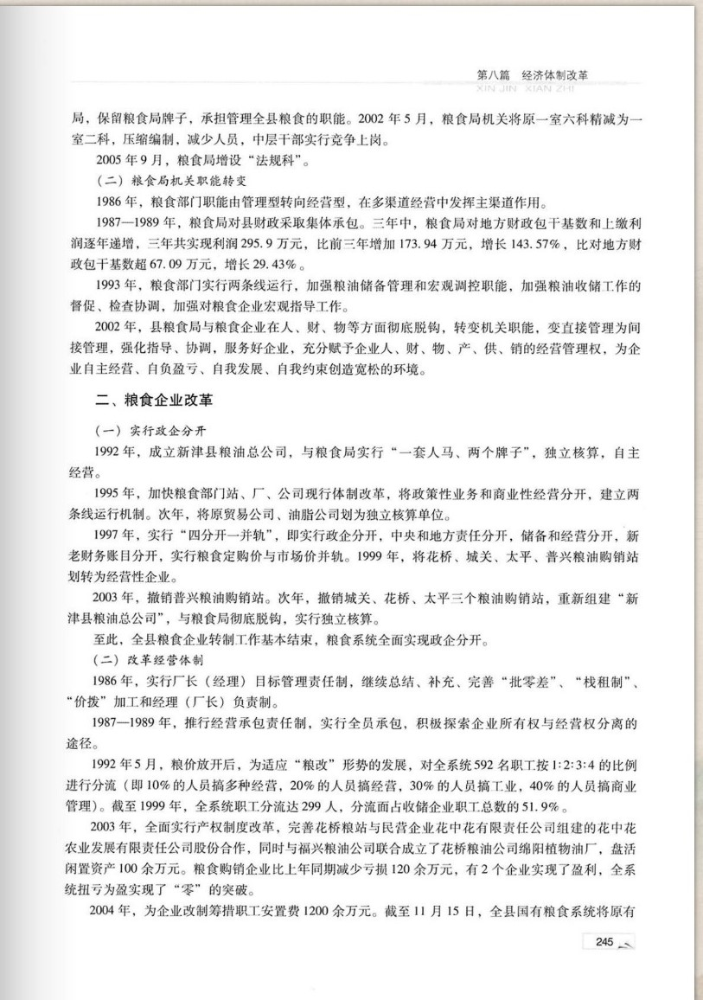 第八篇 经济体制改革
XIN JIN XIAN ZHI
局，保留粮食局牌子，承担管理全县粮食的职能。2002 年 5 月，粮食局机关将原一室六科精减为一
室二科，压缩编制，减少人员，中层干部实行竞争上岗。
2005 年 9 月，粮食局增设“法规科”。
（二）粮食局机关职能转变
1986 年，粮食部门职能由管理型转向经营型，在多渠道经营中发挥主渠道作用。
1987—1989 年，粮食局对县财政采取集体承包。三年中，粮食局对地方财政包干基数和上缴利
润逐年递增，三年共实现利润 295.9 万元，比前三年增加 173.94 万元，增长 143.57%，比对地方财
政包干基数超 67.09 万元，增长 29.43%。
1993 年，粮食部门实行两条线运行，加强粮油储备管理和宏观调控职能，加强粮油收储工作的
督促、检查协调，加强对粮食企业宏观指导工作。
2002 年，县粮食局与粮食企业在人、财、物等方面彻底脱钩，转变机关职能，变直接管理为间
接管理，强化指导、协调，服务好企业，充分赋予企业人、财、物、产、供、销的经营管理权，为企
业自主经营、自负盈亏、自我发展、自我约束创造宽松的环境。
二、粮食企业改革
（一）实行政企分开
1992 年，成立新津县粮油总公司，与粮食局实行“一套人马、两个牌子”，独立核算，自主
经营。
1995 年，加快粮食部门站、厂、公司现行体制改革，将政策性业务和商业性经营分开，建立两
条线运行机制。次年，将原贸易公司、油脂公司划为独立核算单位。
1997 年，实行“四分开一并轨”，即实行政企分开，中央和地方责任分开，储备和经营分开，新
老财务账目分开，实行粮食定购价与市场价并轨。1999 年，将花桥、城关、太平、普兴粮油购销站
划转为经营性企业。
2003 年，撤销普兴粮油购销站。次年，撤销城关、花桥、太平三个粮油购销站，重新组建“新
津县粮油总公司”，与粮食局彻底脱钩，实行独立核算。
至此，全县粮食企业转制工作基本结束，粮食系统全面实现政企分开。
（二）改革经营体制
1986 年，实行厂长（经理）目标管理责任制，继续总结、补充、完善“批零差”、“栈租制”、
“价拨”加工和经理（厂长）负责制。
1987—1989 年，推行经营承包责任制，实行全员承包，积极探索企业所有权与经营权分离的
途径。
1992 年 5 月，粮价放开后，为适应“粮改”形势的发展，对全系统 592 名职工按 1:2:3:4 的比例
进行分流（即 10% 的人员搞多种经营，20% 的人员搞经营，30% 的人员搞工业，40% 的人员搞商业
管理）。截至 1999 年，全系统职工分流达 299 人，分流面占收储企业职工总数的 51.9%。
2003 年，全面实行产权制度改革，完善花桥粮站与民营企业花中花有限责任公司组建的花中花
农业发展有限责任公司股份合作，同时与福兴粮油公司联合成立了花桥粮油公司绵阳植物油厂，盘活
闲置资产 100 余万元。粮食购销企业比上年同期减少亏损 120 余万元，有 2 个企业实现了盈利，全系
统扭亏为盈实现了“零”的突破。
2004 年，为企业改制筹措职工安置费 1200 余万元。截至 11 月 15 日，全县国有粮食系统将原有
245